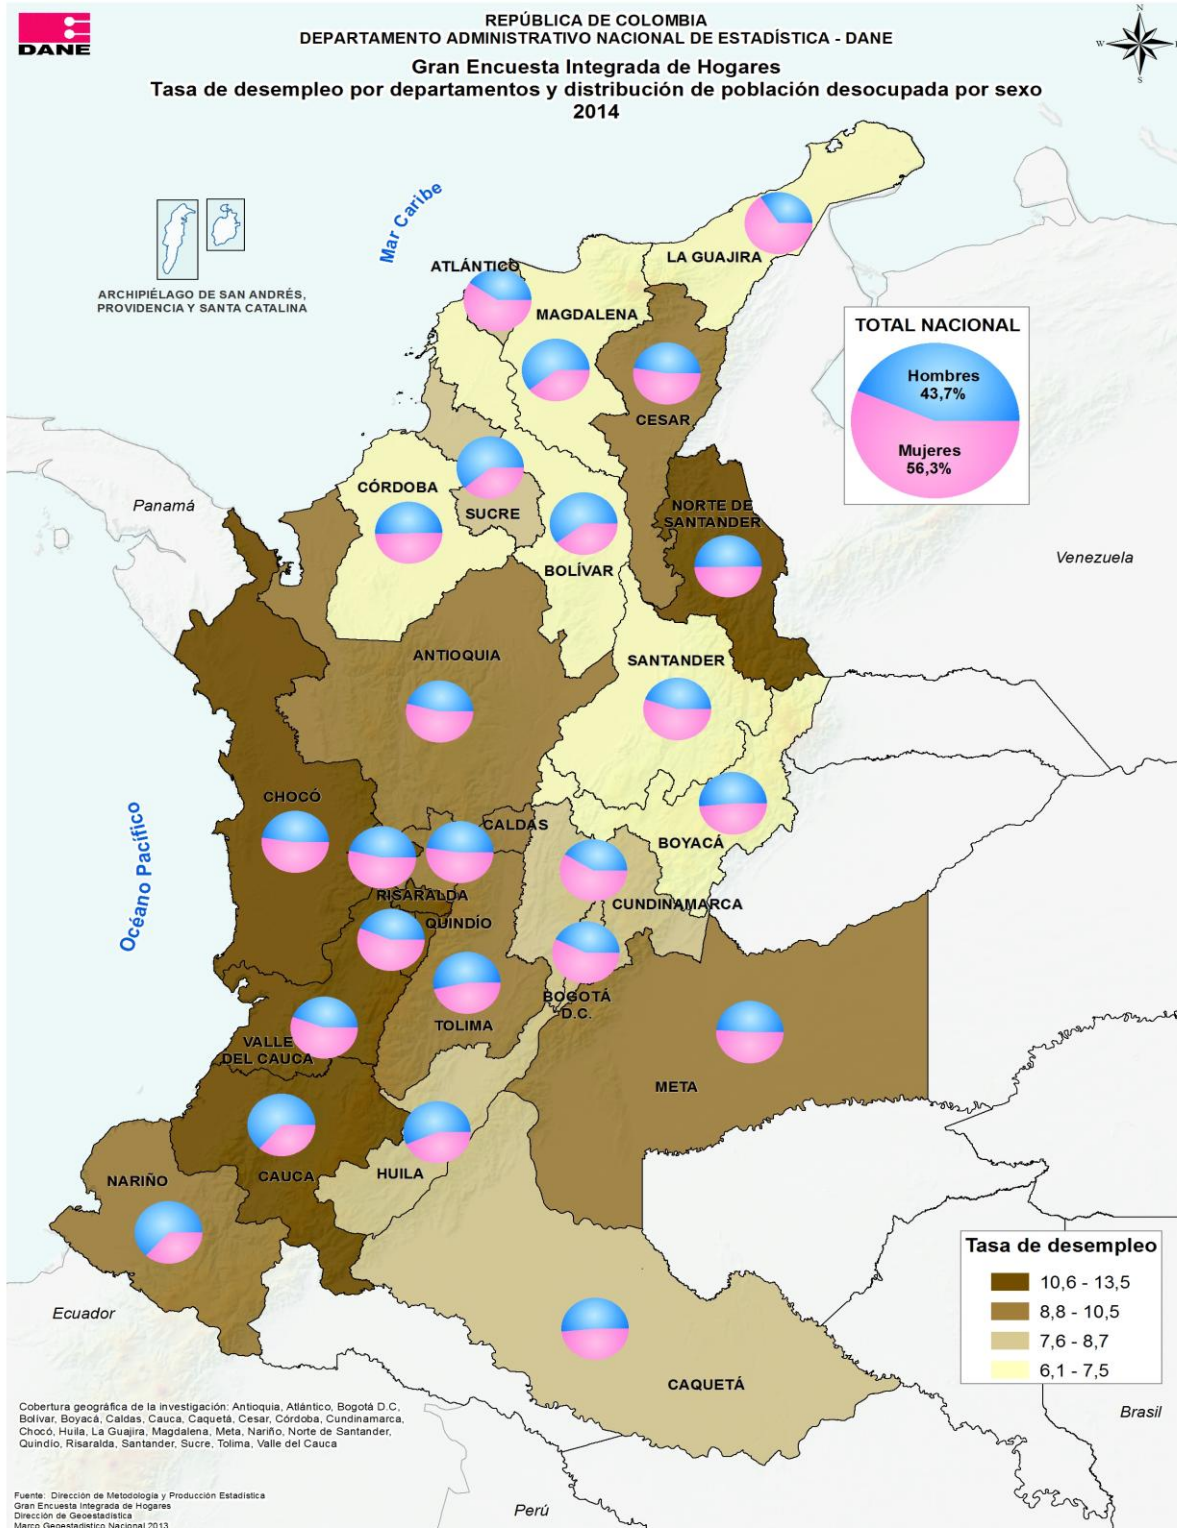 DANE
REPÚBLICA DE COLOMBIA
DEPARTAMENTO ADMINISTRATIVO NACIONAL DE ESTADÍSTICA - DANE
Gran Encuesta Integrada de Hogares
Tasa de desempleo por departamentos y distribución de población desocupada por sexo
2014
N
W
S
Mar Caribe
ARCHIPIÉLAGO DE SAN ANDRÉS,
PROVIDENCIA Y SANTA CATALINA
LA GUAJIRA
ATLÁNTICO
MAGDALENA
TOTAL NACIONAL
Hombres
43,7%
Mujeres
56,3%
CESAR
CÓRDOBA
Panamá
SUCRE
NORTE DE
SANTANDER
Venezuela
BOLÍVAR
ANTIOQUIA
SANTANDER
CHOCÓ
CALDAS
BOYACÁ
Océano Pacífico
RISARALDA
CUNDINAMARCA
QUINDÍO
BOGOTÁ
D.C.
TOLIMA
VALLE
DEL CAUCA
META
HUILA
CAUCA
NARIÑO
Tasa de desempleo
10,6 - 13,5
8,8 - 10,5
7,6 - 8,7
6,1 - 7,5
Ecuador
CAQUETÁ
Brasil
Cobertura geográfica de la investigación: Antioquia, Atlántico, Bogotá D.C,
Bolívar, Boyacá, Caldas, Cauca, Caquetá, Cesar, Córdoba, Cundinamarca,
Chocó, Huila, La Guajira, Magdalena, Meta, Nariño, Norte de Santander,
Quindío, Risaralda, Santander, Sucre, Tolima, Valle del Cauca
Fuente: Dirección de Metodología y Producción Estadística
Gran Encuesta Integrada de Hogares
Dirección de Geoestadística
Marco Geoestadístico Nacional 2013
Perú